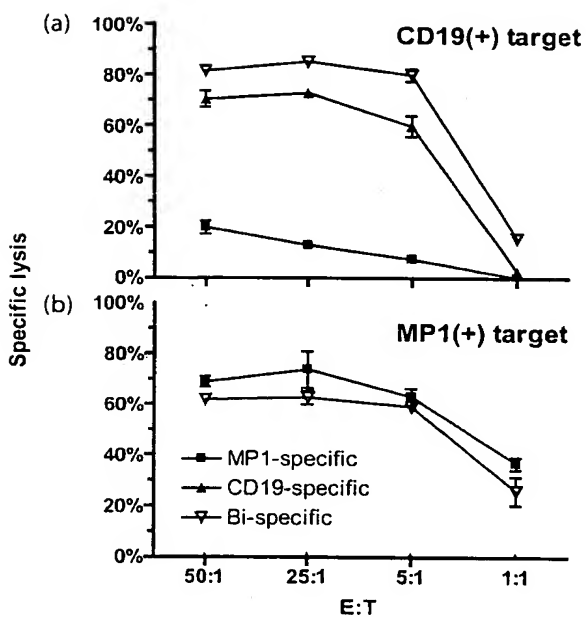 (a)
CD19(+) target
100%
80%
60%
40%
20%
0%
Specific lysis
(b)
MP1(+) target
100%
80%
60%
40%
20%
0%
MP1-specific
CD19-specific
Bi-specific
50:1 25:1 5:1 1:1
E:T